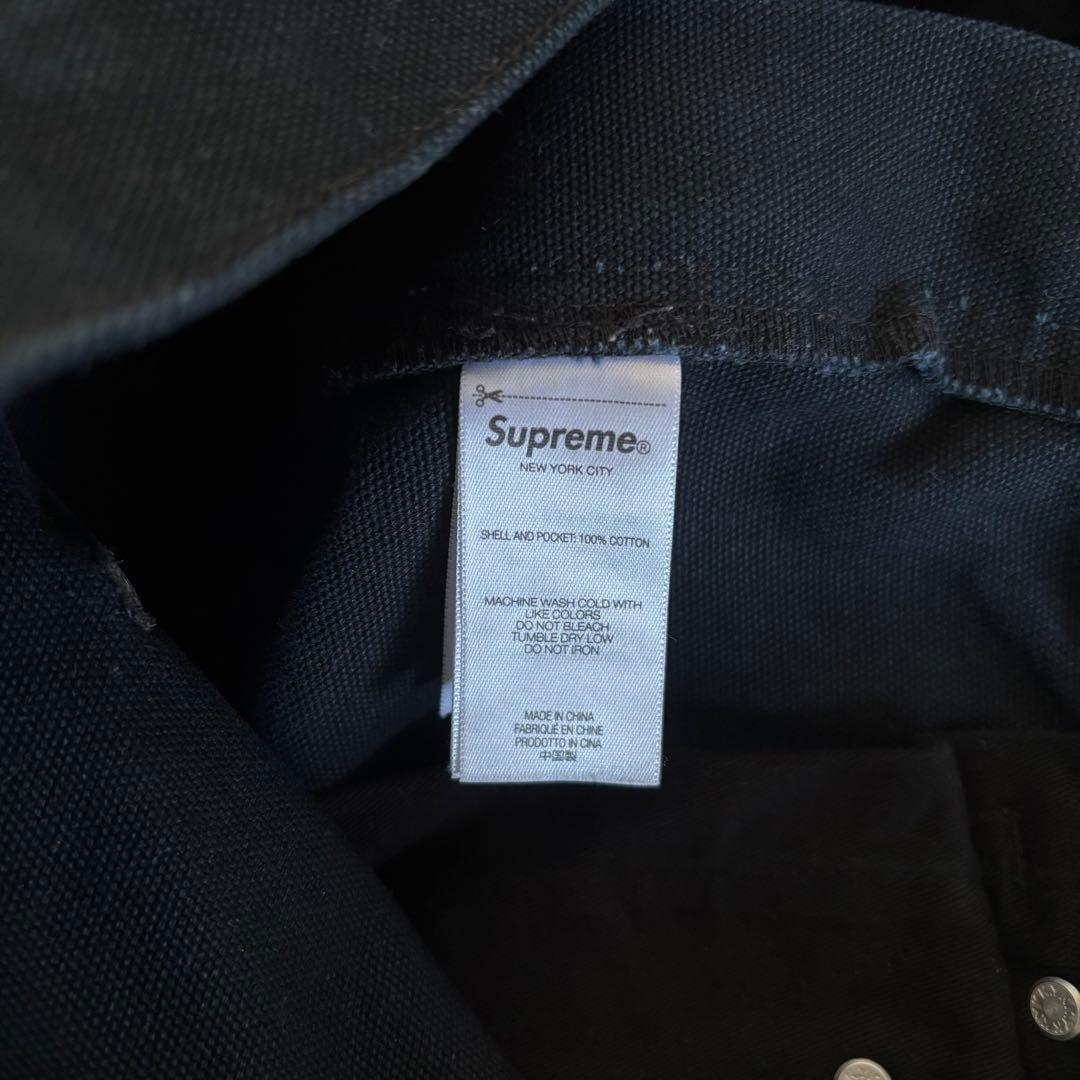 Supreme®
NEW YORK CITY
SHELL AND POCKET: 100% COTTON
MACHINE WASH COLD WITH
LIKE COLORS
DO NOT BLEACH
TUMBLE DRY LOW
DO NOT IRON
MADE IN CHINA
FABRIQUÉ EN CHINE
PRODOTTO IN CINA
中国製